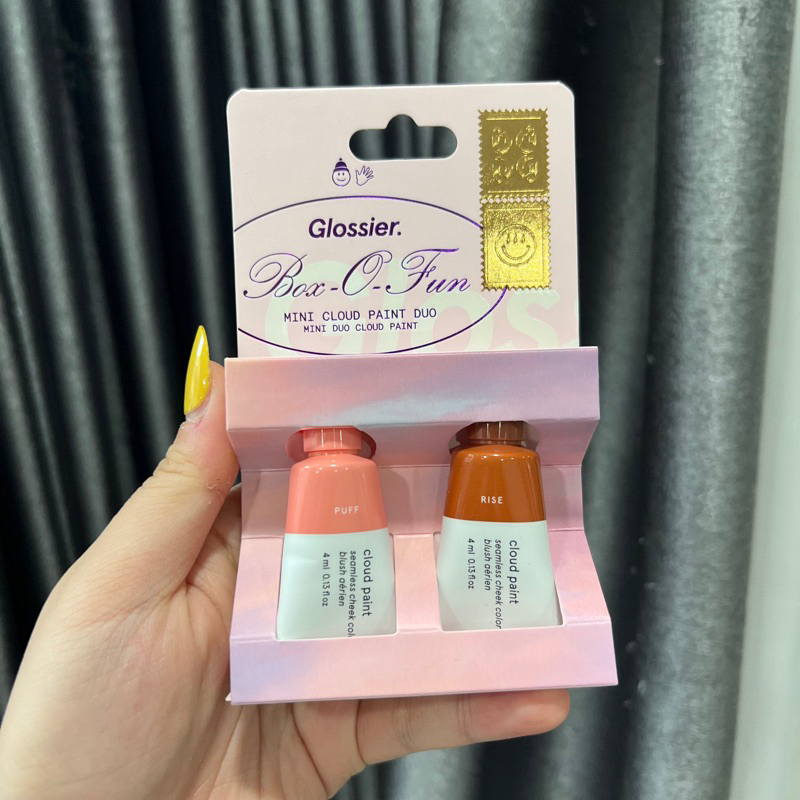 Glossier.
Box-O-Fun
MINI CLOUD PAINT DUO
MINI DUO CLOUD PAINT
Glos
PUFF
cloud paint
seamless cheek colo
blush aérien
4 ml 0.13 fl oz
RISE
cloud paint
seamless cheek color
blush aérien
4 ml 0.13 fl oz